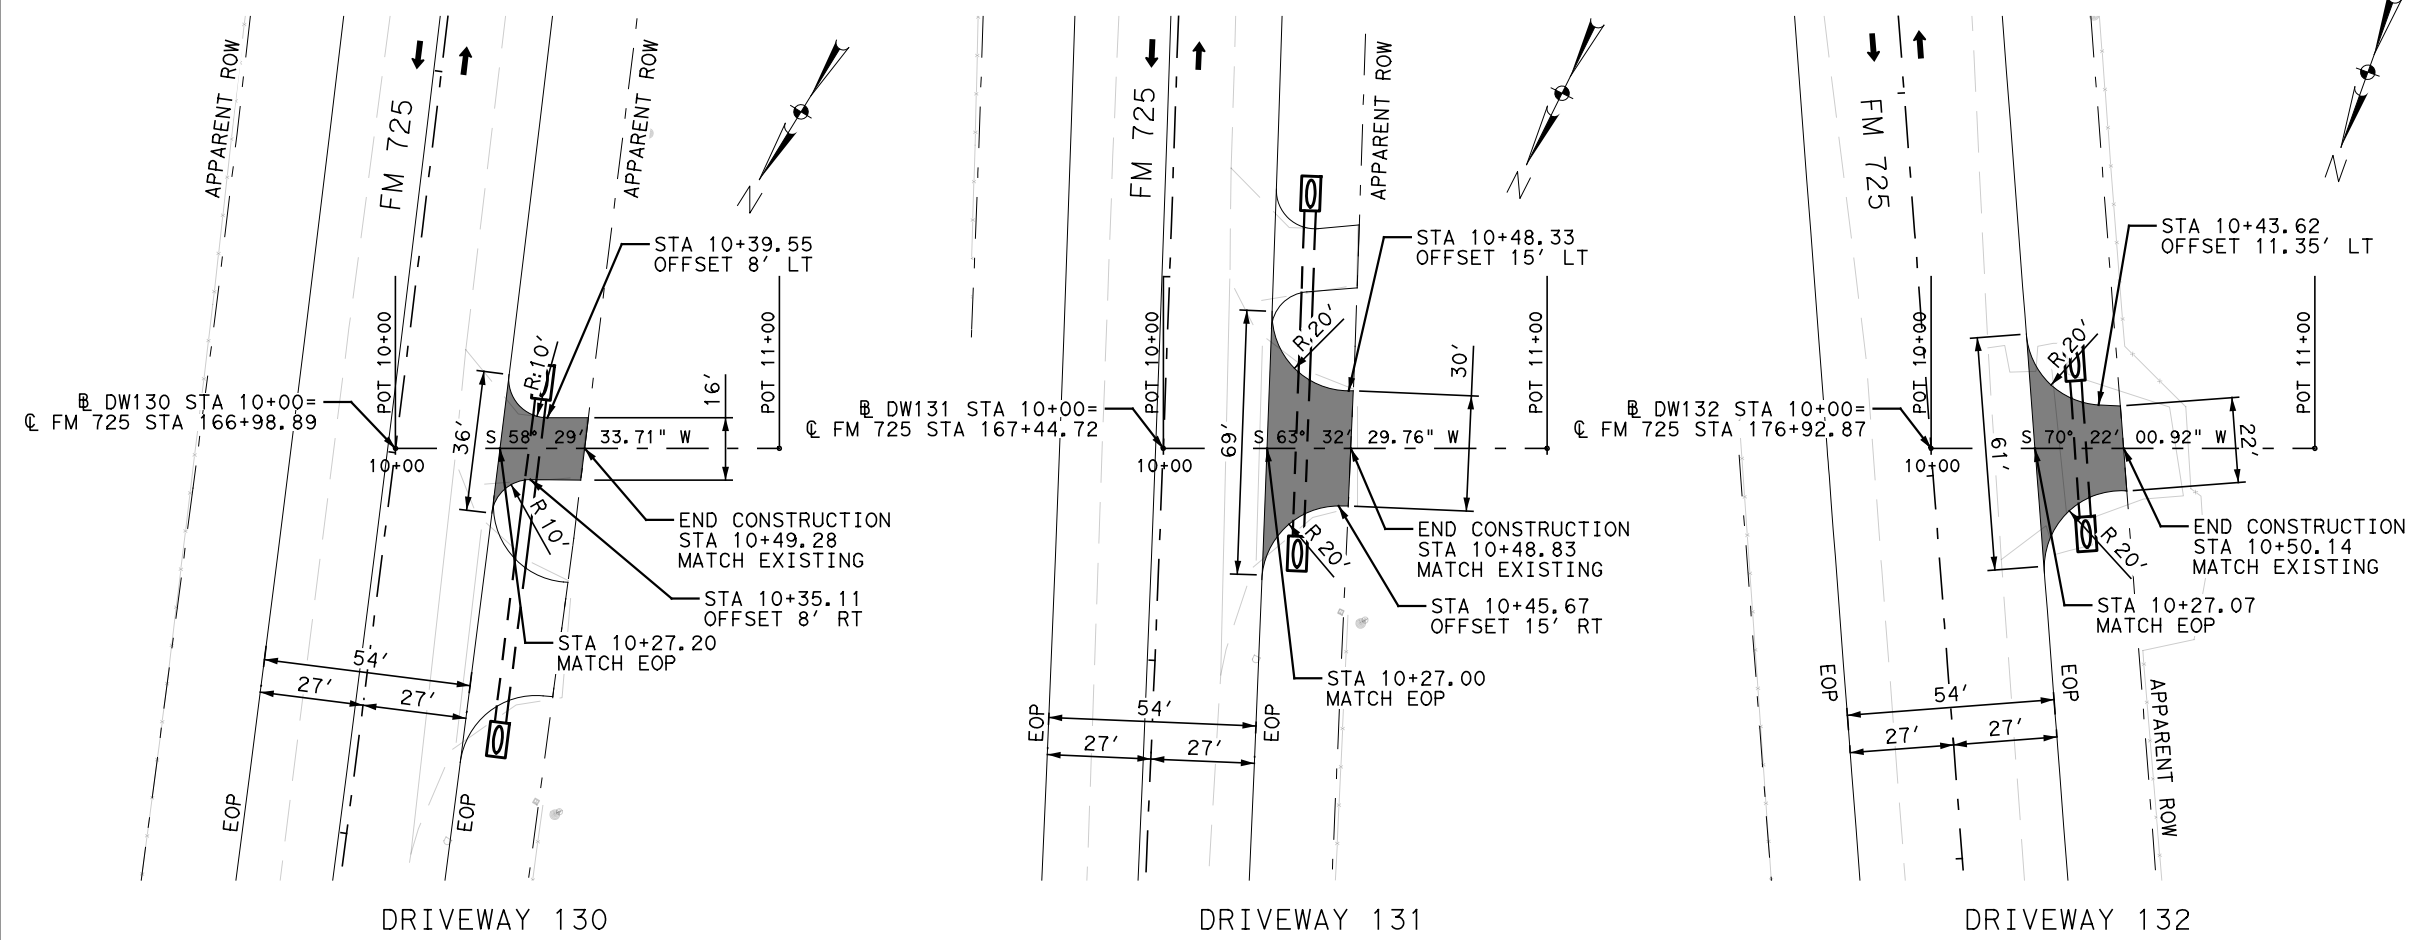 APPARENT ROW
FM 725
APPARENT ROW
N
STA 10+39.55
OFFSET 8' LT
POT 10+00
POT 11+00
R 10'
16'
36'
BL DW130 STA 10+00=
CL FM 725 STA 166+98.89
10+00
S 58° 29' 33.71" W
END CONSTRUCTION
STA 10+49.28
MATCH EXISTING
R 10'
STA 10+35.11
OFFSET 8' RT
STA 10+27.20
MATCH EOP
54'
27'
27'
EOP
EOP
DRIVEWAY 130
FM 725
APPARENT ROW
N
STA 10+48.33
OFFSET 15' LT
POT 10+00
POT 11+00
R 20'
30'
69'
BL DW131 STA 10+00=
CL FM 725 STA 167+44.72
10+00
S 63° 32' 29.76" W
END CONSTRUCTION
STA 10+48.83
MATCH EXISTING
R 20'
STA 10+45.67
OFFSET 15' RT
STA 10+27.00
MATCH EOP
54'
27'
27'
EOP
EOP
DRIVEWAY 131
FM 725
N
STA 10+43.62
OFFSET 11.35' LT
POT 10+00
POT 11+00
R 20'
22'
61'
BL DW132 STA 10+00=
CL FM 725 STA 176+92.87
10+00
S 70° 22' 00.92" W
END CONSTRUCTION
STA 10+50.14
MATCH EXISTING
R 20'
STA 10+27.07
MATCH EOP
54'
27'
27'
EOP
EOP
APPARENT ROW
DRIVEWAY 132